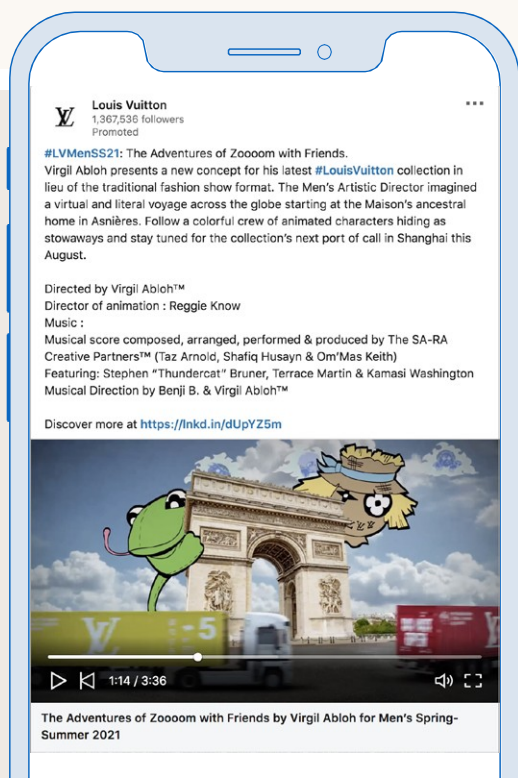 LV
Louis Vuitton
1,367,536 followers
Promoted
#LVMenSS21: The Adventures of Zoooom with Friends.
Virgil Abloh presents a new concept for his latest #LouisVuitton collection in
lieu of the traditional fashion show format. The Men's Artistic Director imagined
a virtual and literal voyage across the globe starting at the Maison's ancestral
home in Asnières. Follow a colorful crew of animated characters hiding as
stowaways and stay tuned for the collection's next port of call in Shanghai this
August.
Directed by Virgil Abloh™
Director of animation : Reggie Know
Music :
Musical score composed, arranged, performed & produced by The SA-RA
Creative Partners™ (Taz Arnold, Shafiq Husayn & Om'Mas Keith)
Featuring: Stephen "Thundercat" Bruner, Terrace Martin & Kamasi Washington
Musical Direction by Benji B. & Virgil Abloh™
Discover more at https://lnkd.in/dUpYZ5m
LV
-5
1:14 / 3:36
The Adventures of Zoooom with Friends by Virgil Abloh for Men's Spring-
Summer 2021